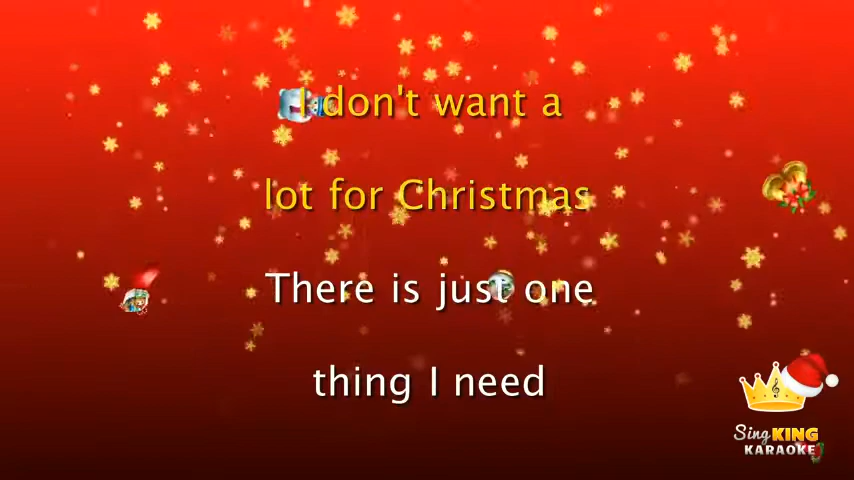 I don't want a
lot for Christmas
There is just one
thing I need
Sing KING
KARAOKE